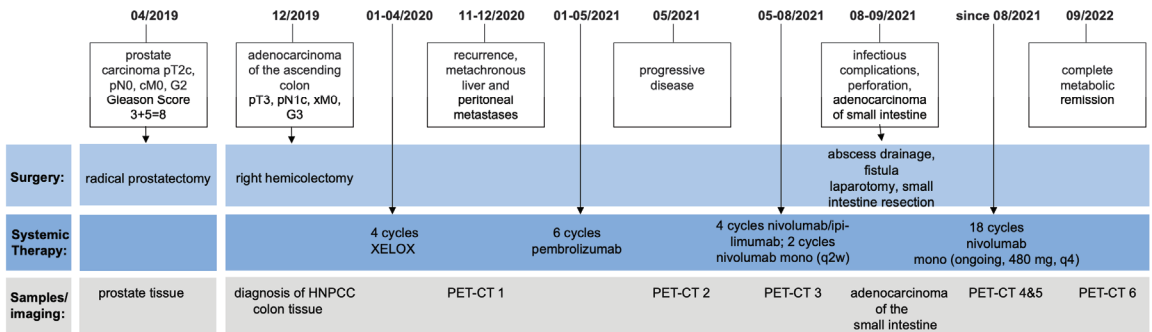 04/2019
12/2019
01-04/2020
11-12/2020
01-05/2021
05/2021
05-08/2021
08-09/2021
since 08/2021
09/2022
prostate
carcinoma pT2c,
pN0, cM0, G2
Gleason Score
3+5=8
adenocarcinoma
of the ascending
colon
pT3, pN1c, xM0,
G3
recurrence,
metachronous
liver and
peritoneal
metastases
progressive
disease
infectious
complications,
perforation,
adenocarcinoma
of small intestine
complete
metabolic
remission
Surgery:
radical prostatectomy
right hemicolectomy
abscess drainage,
fistula
laparotomy, small
intestine resection
Systemic
Therapy:
4 cycles
XELOX
6 cycles
pembrolizumab
4 cycles nivolumab/ipi-
limumab; 2 cycles
nivolumab mono (q2w)
18 cycles
nivolumab
mono (ongoing, 480 mg, q4)
Samples/
imaging:
prostate tissue
diagnosis of HNPCC
colon tissue
PET-CT 1
PET-CT 2
PET-CT 3
adenocarcinoma
of the
small intestine
PET-CT 4&5
PET-CT 6